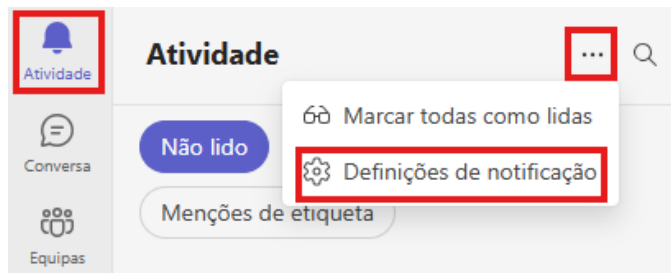 Atividade
Conversa
Equipas
Atividade
...
Marcar todas como lidas
Definições de notificação
Não lido
Menções de etiqueta